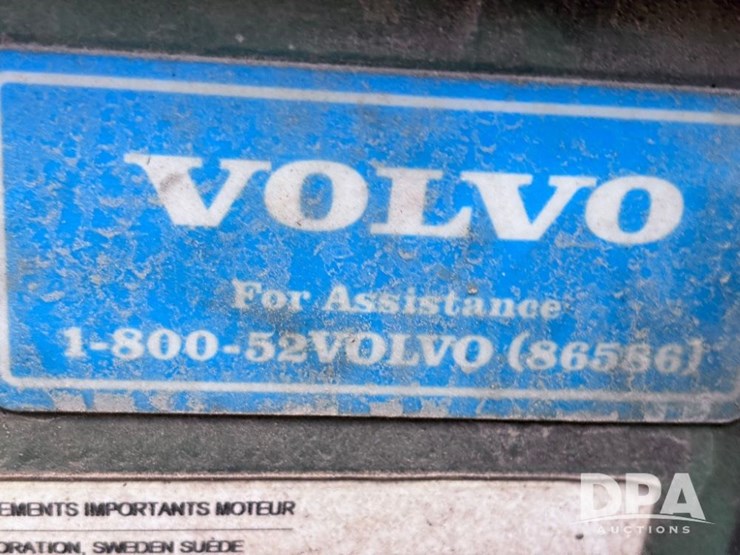 VOLVO
For Assistance
1-800-52VOLVO (86586)
EMENTS IMPORTANTS MOTEUR
ORATION, SWEDEN SUÈDE
DPA
AUCTIONS